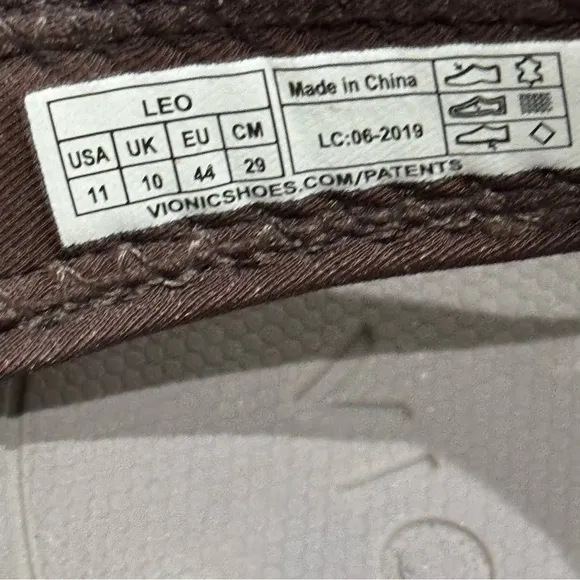 LEO
USA UK EU CM
11 10 44 29
Made in China
LC:06-2019
VIONICSHOES.COM/PATENTS